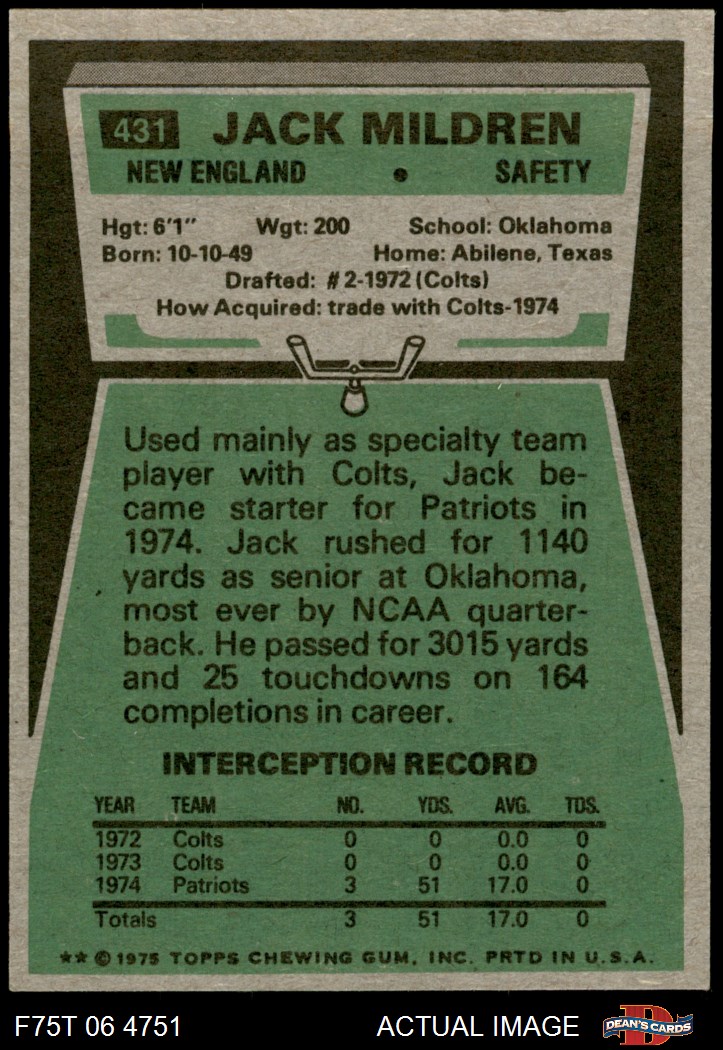 431 JACK MILDREN
NEW ENGLAND • SAFETY
Hgt: 6'1" Wgt: 200 School: Oklahoma
Born: 10-10-49 Home: Abilene, Texas
Drafted: #2-1972 (Colts)
How Acquired: trade with Colts-1974
Used mainly as specialty team
player with Colts, Jack be-
came starter for Patriots in
1974. Jack rushed for 1140
yards as senior at Oklahoma,
most ever by NCAA quarter-
back. He passed for 3015 yards
and 25 touchdowns on 164
completions in career.
INTERCEPTION RECORD
YEAR TEAM NO. YDS. AVG. TDS.
1972 Colts 0 0 0.0 0
1973 Colts 0 0 0.0 0
1974 Patriots 3 51 17.0 0
Totals 3 51 17.0 0
** © 1975 TOPPS CHEWING GUM, INC. PRTD IN U.S.A.
F75T 06 4751 ACTUAL IMAGE D DEAN'S CARDS